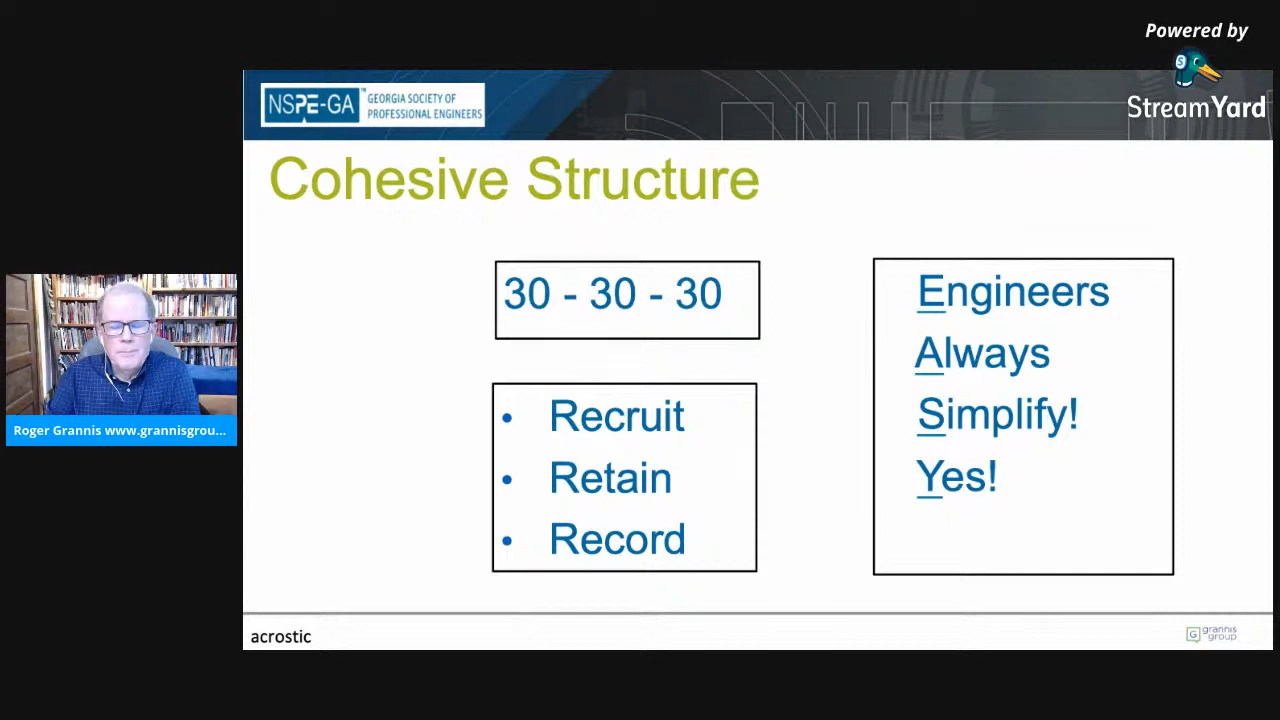 Powered by
StreamYard
NSPE-GA™ GEORGIA SOCIETY OF
PROFESSIONAL ENGINEERS
Cohesive Structure
30 - 30 - 30
• Recruit
• Retain
• Record
Engineers
Always
Simplify!
Yes!
Roger Grannis www.grannisgrou...
acrostic
G grannis
group